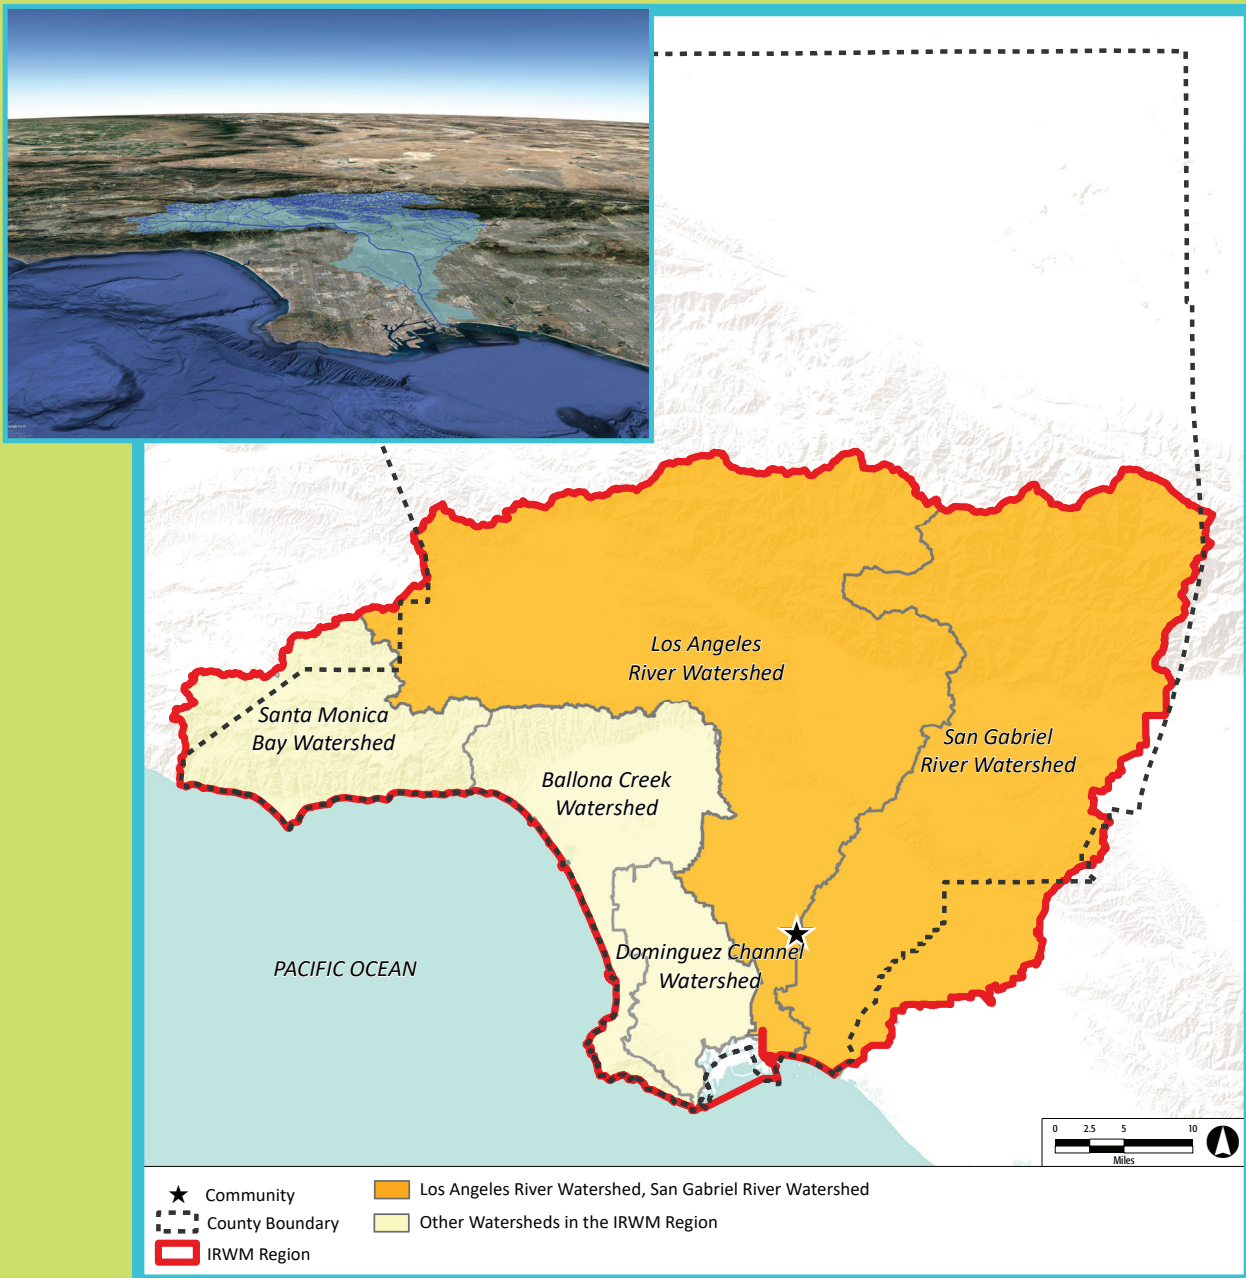 Los Angeles
River Watershed
Santa Monica
Bay Watershed
San Gabriel
River Watershed
Ballona Creek
Watershed
Dominguez Channel
Watershed
PACIFIC OCEAN
0 2.5 5 10
Miles
Community
County Boundary
IRWM Region
Los Angeles River Watershed, San Gabriel River Watershed
Other Watersheds in the IRWM Region